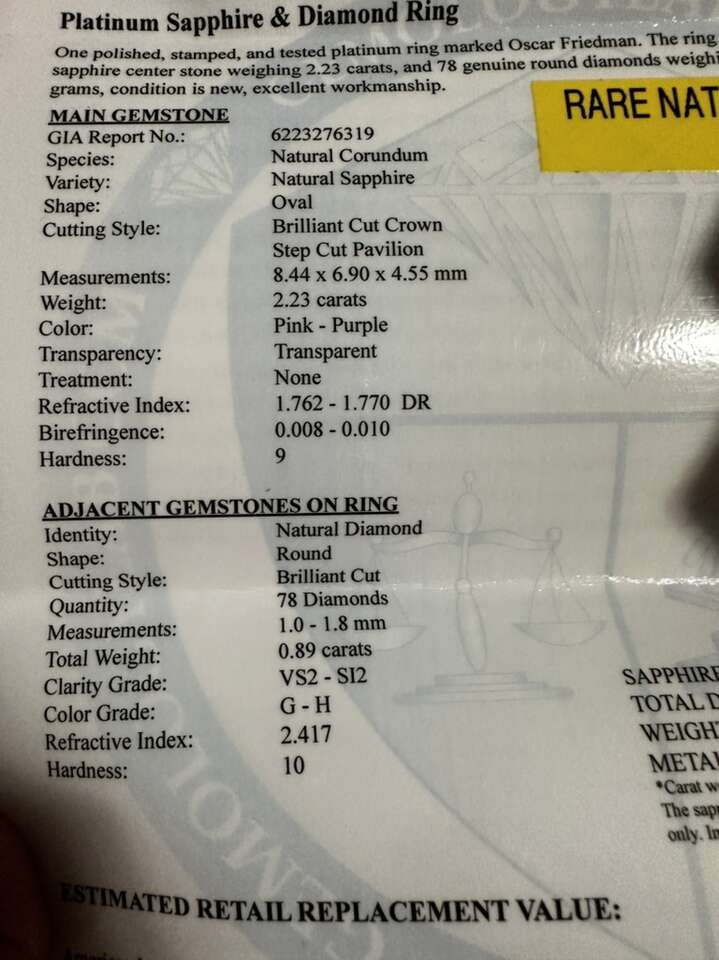 Platinum Sapphire & Diamond Ring
One polished, stamped, and tested platinum ring marked Oscar Friedman. The ring
sapphire center stone weighing 2.23 carats, and 78 genuine round diamonds weighi
grams, condition is new, excellent workmanship.
RARE NAT
MAIN GEMSTONE
GIA Report No.: 6223276319
Species: Natural Corundum
Variety: Natural Sapphire
Shape: Oval
Cutting Style: Brilliant Cut Crown
Step Cut Pavilion
Measurements: 8.44 x 6.90 x 4.55 mm
Weight: 2.23 carats
Color: Pink - Purple
Transparency: Transparent
Treatment: None
Refractive Index: 1.762 - 1.770 DR
Birefringence: 0.008 - 0.010
Hardness: 9
ADJACENT GEMSTONES ON RING
Identity: Natural Diamond
Shape: Round
Cutting Style: Brilliant Cut
Quantity: 78 Diamonds
Measurements: 1.0 - 1.8 mm
Total Weight: 0.89 carats
Clarity Grade: VS2 - SI2
Color Grade: G - H
Refractive Index: 2.417
Hardness: 10
SAPPHIRE
TOTAL D
WEIGH
METAL
*Carat w
The sap
only. In
ESTIMATED RETAIL REPLACEMENT VALUE: